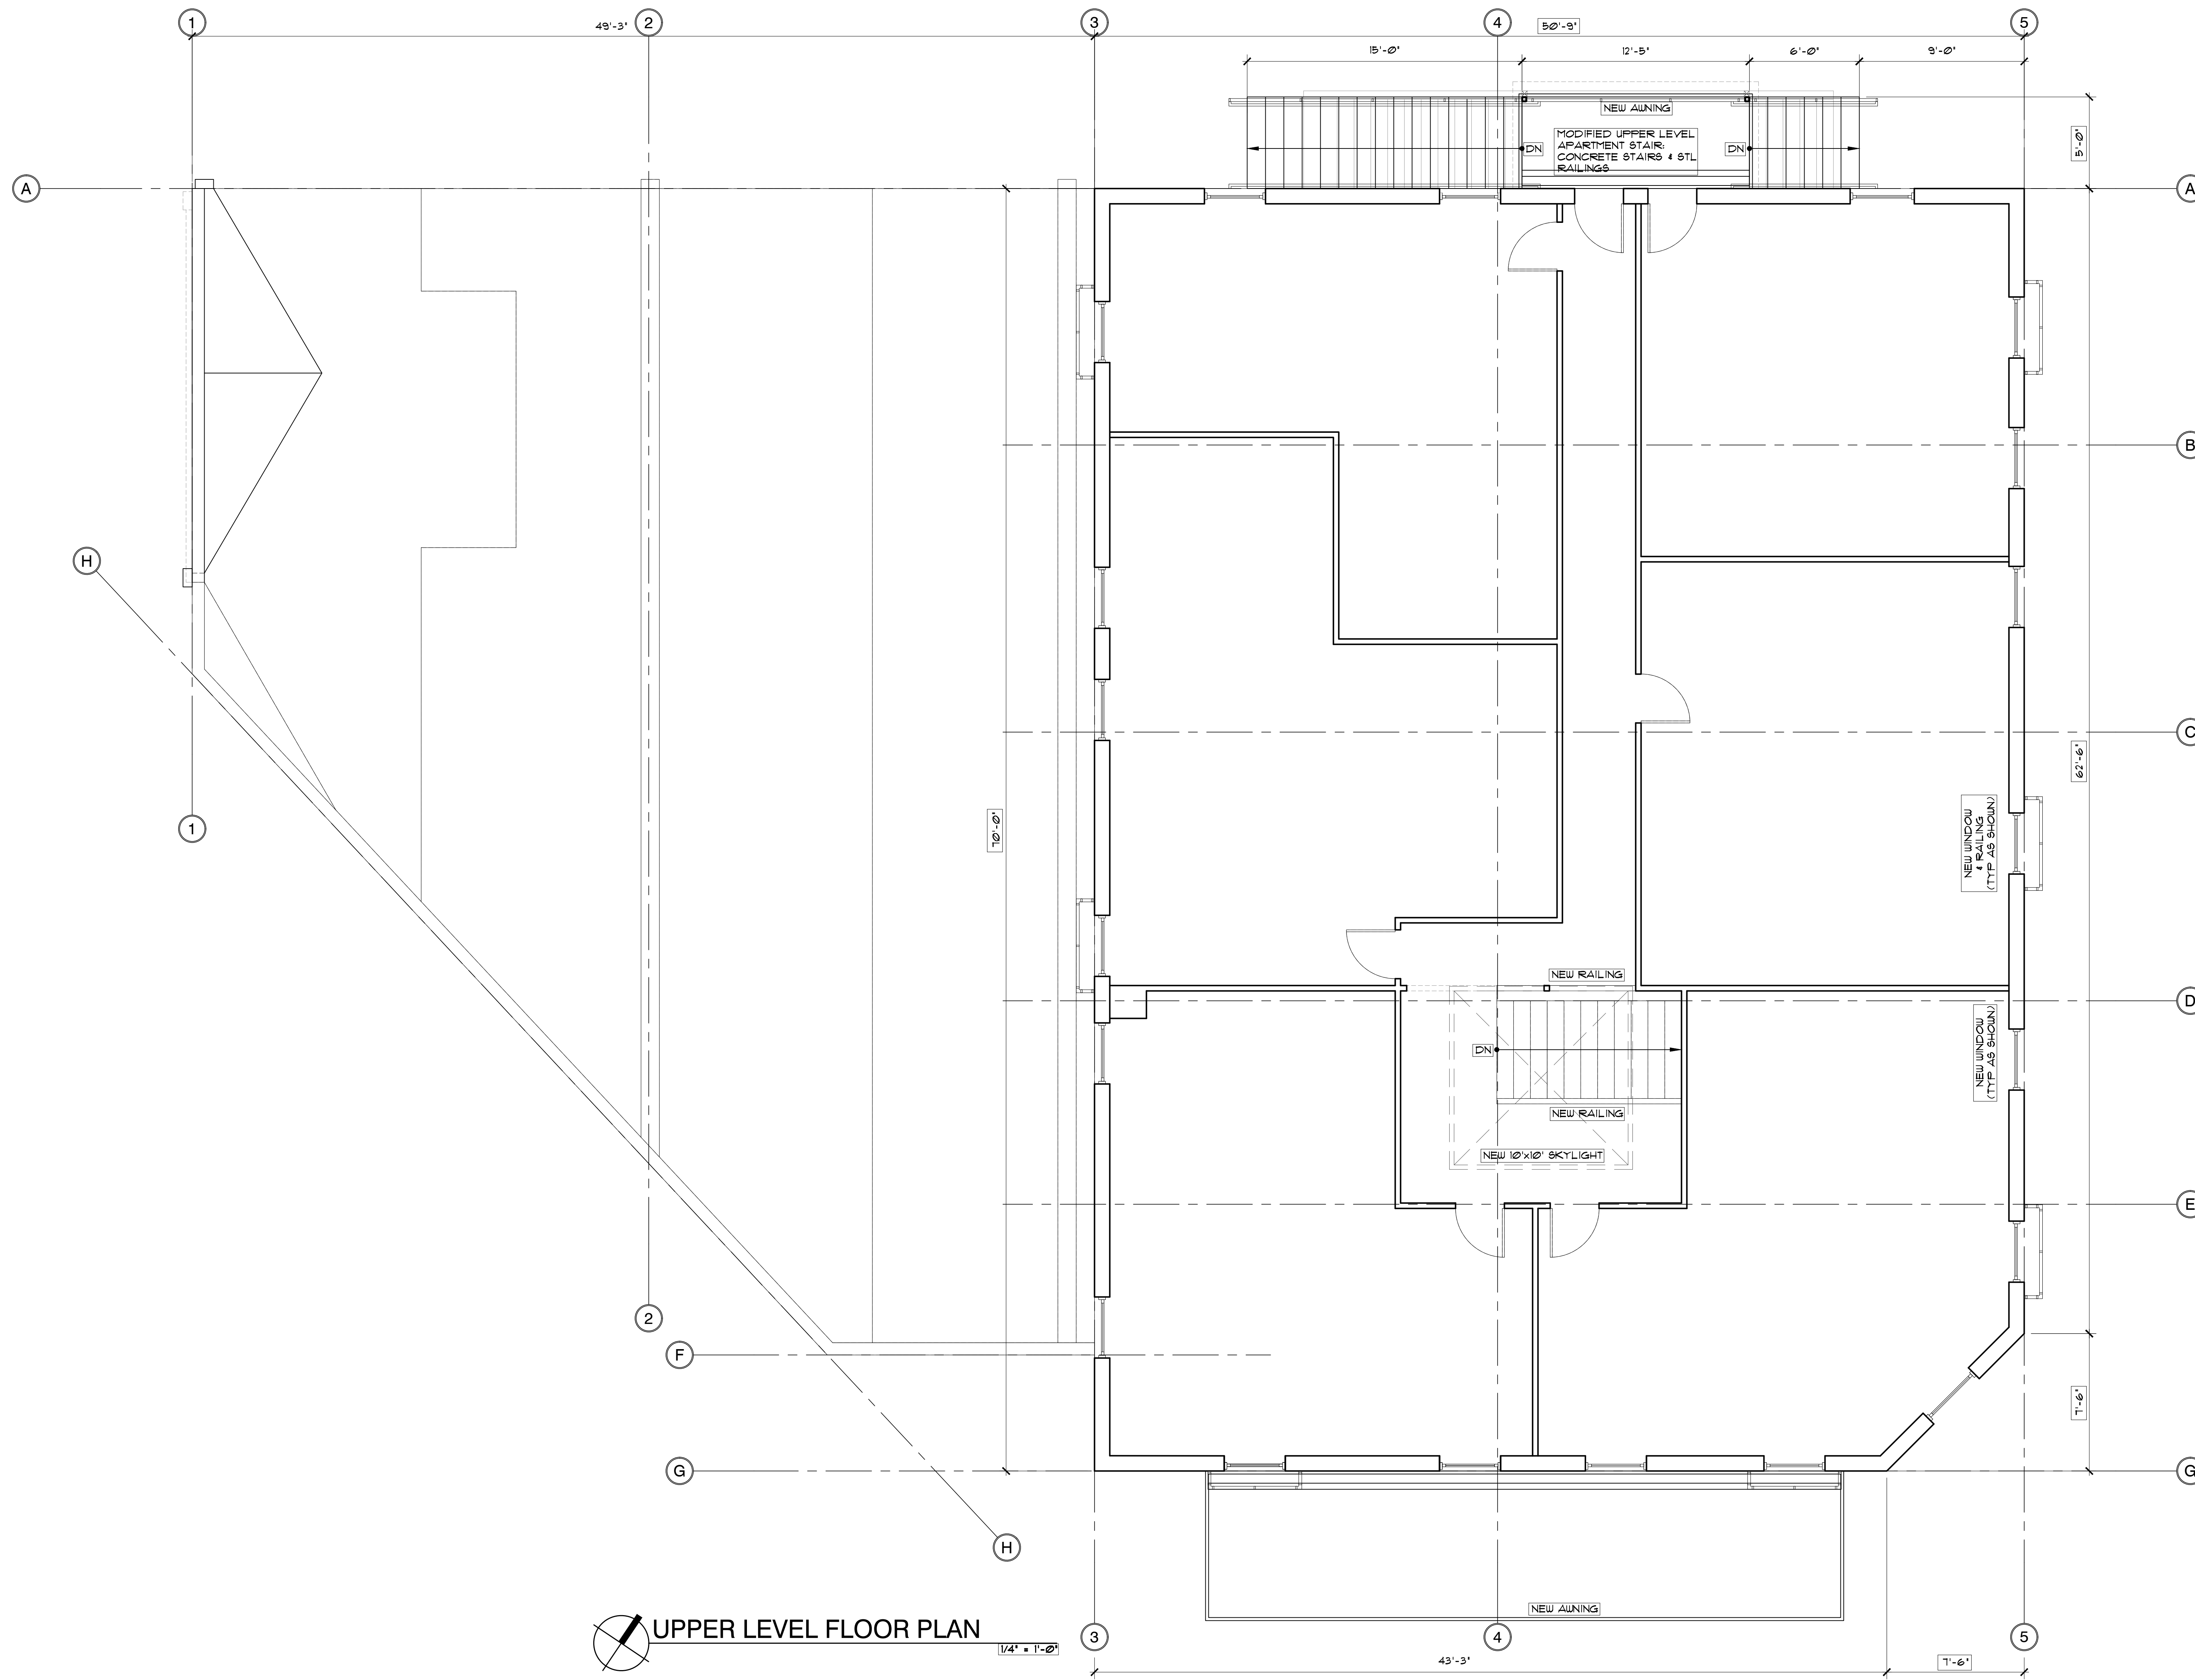 1
49'-3"
2
3
4
50'-9"
5
15'-0"
12'-5"
6'-0"
9'-0"
NEW AWNING
5'-0"
MODIFIED UPPER LEVEL
APARTMENT STAIR:
CONCRETE STAIRS & STL
RAILINGS
DN
DN
A
A
B
H
C
62'-6"
1
70'-0"
NEW WINDOW
& RAILING
(TYP AS SHOWN)
NEW RAILING
D
NEW WINDOW
(TYP AS SHOWN)
DN
NEW RAILING
NEW 10'x10' SKYLIGHT
E
2
F
7'-6"
G
G
H
NEW AWNING
UPPER LEVEL FLOOR PLAN
1/4" = 1'-0"
3
4
5
43'-3"
7'-6"